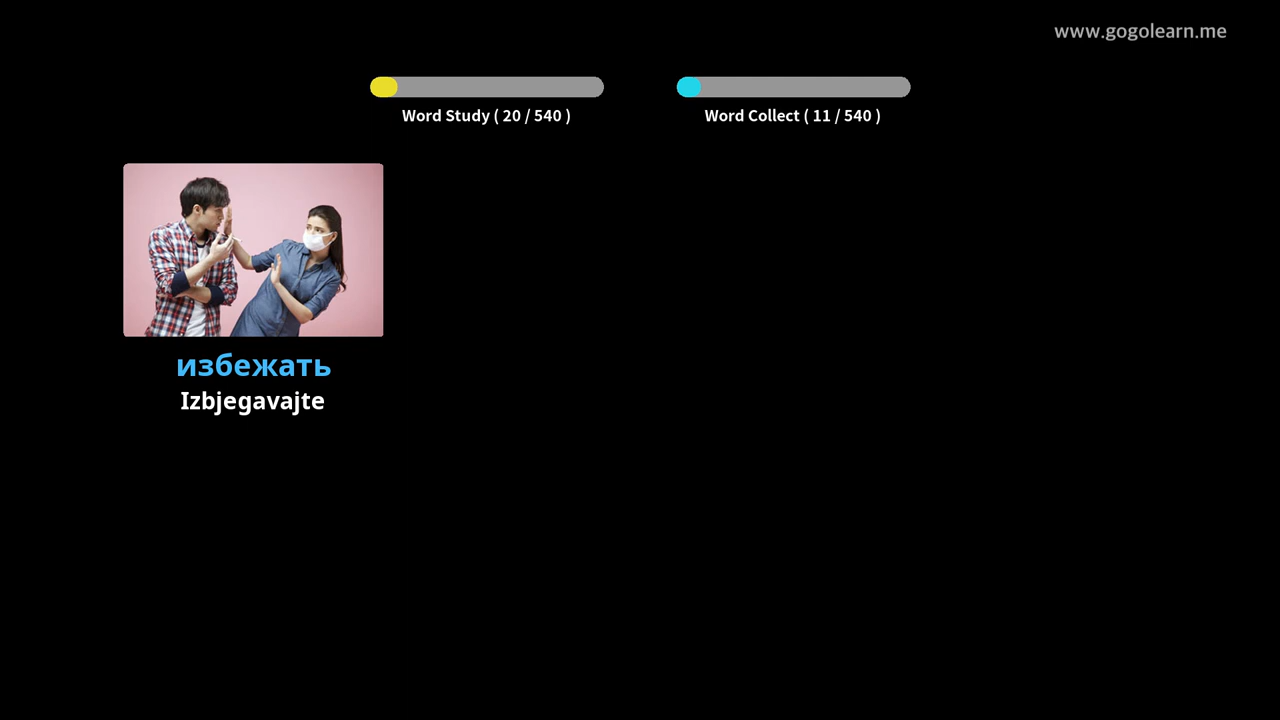 www.gogolearn.me
Word Study ( 20 / 540 )
Word Collect ( 11 / 540 )
избежать
Izbjegavajte